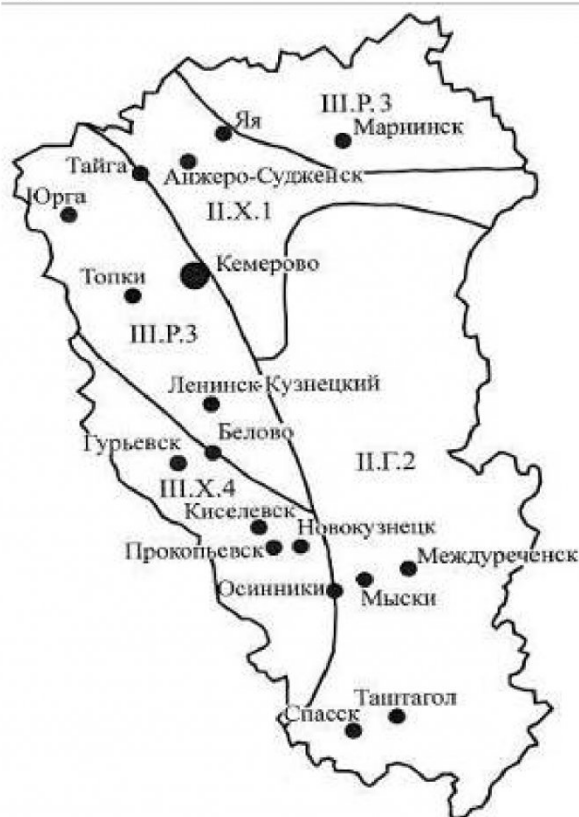 III.Р.3
Яя
Мариинск
Тайга
Анжеро-Судженск
Юрга
II.Х.1
Кемерово
Топки
III.Р.3
Ленинск-Кузнецкий
Белово
Гурьевск
II.Г.2
III.Х.4
Киселевск
Новокузнецк
Прокопьевск
Междуреченск
Осинники
Мыски
Таштагол
Спасск